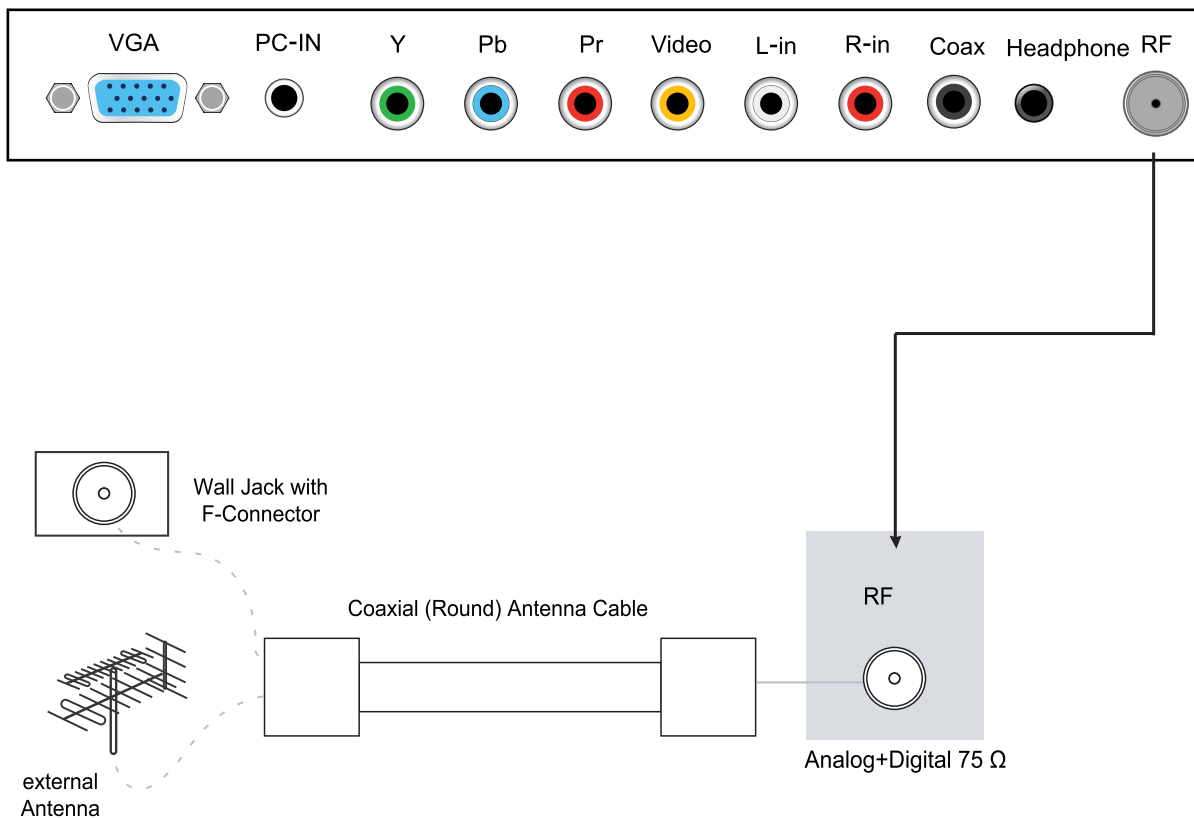 VGA PC-IN Y Pb Pr Video L-in R-in Coax Headphone RF
Wall Jack with
F-Connector
RF
Coaxial (Round) Antenna Cable
Analog+Digital 75 Ω
external
Antenna